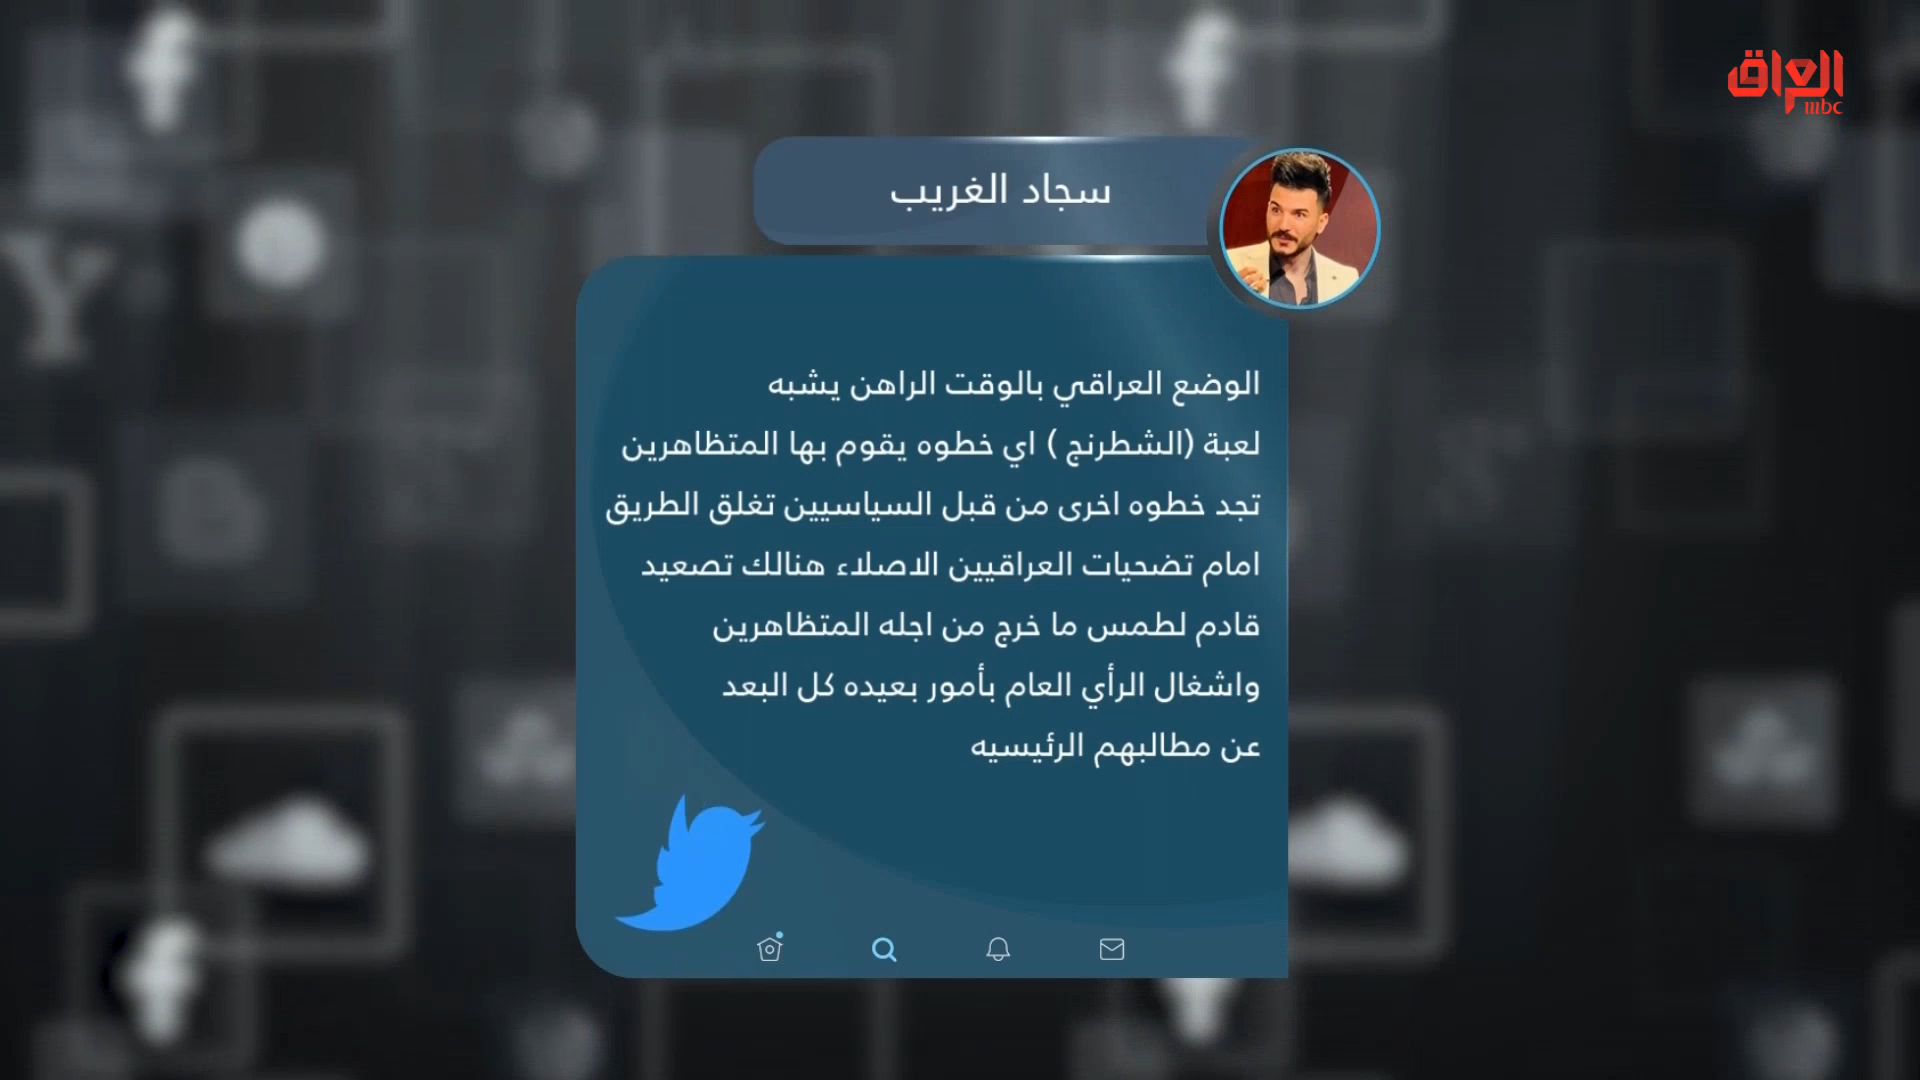 العراق
mbc
سجاد الغريب
الوضع العراقي بالوقت الراهن يشبه
لعبة (الشطرنج ) اي خطوه يقوم بها المتظاهرين
تجد خطوه اخرى من قبل السياسيين تغلق الطريق
امام تضحيات العراقيين الاصلاء هنالك تصعيد
قادم لطمس ما خرج من اجله المتظاهرين
واشغال الرأي العام بأمور بعيده كل البعد
عن مطالبهم الرئيسيه